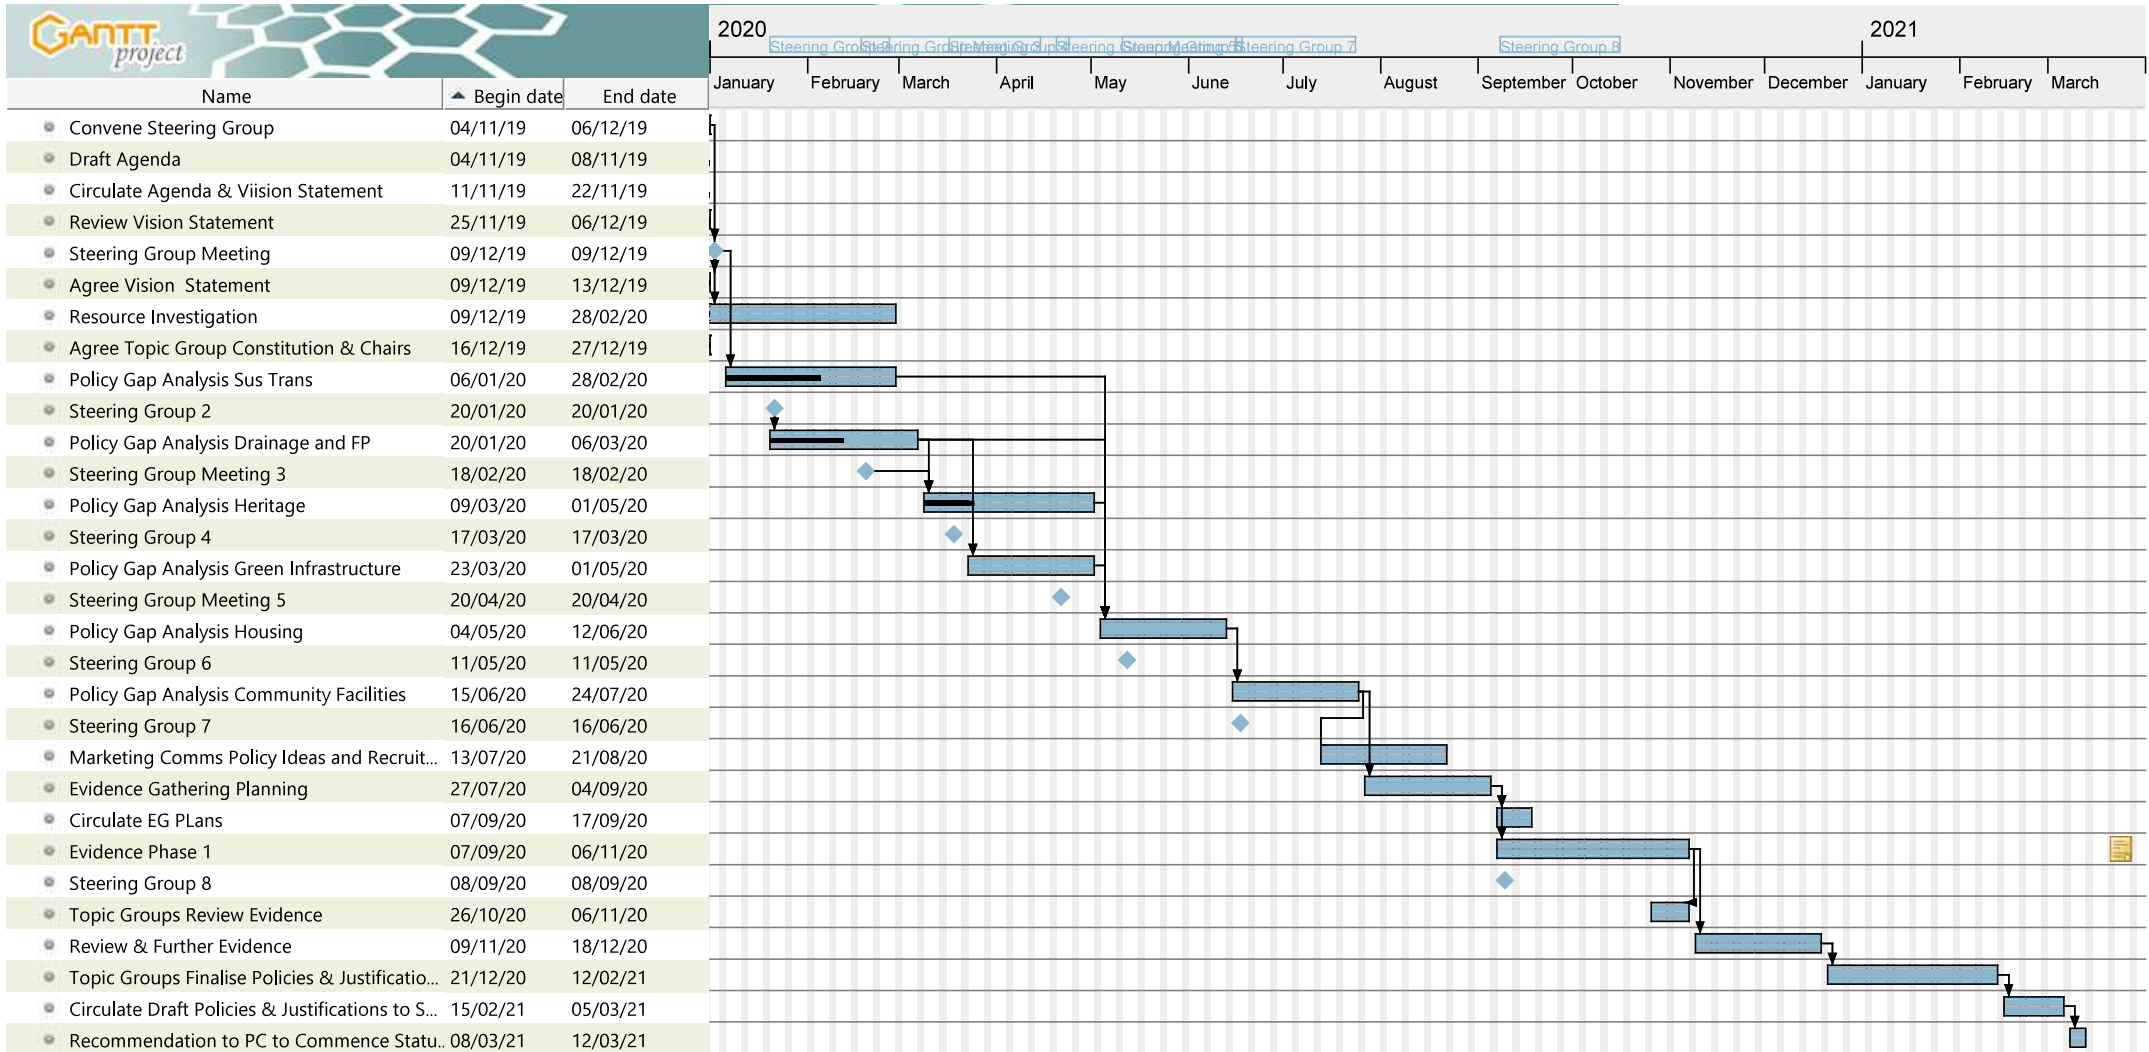 GANTT
project
2020
2021
Steering Group 7
Steering Group 8
January February March April May June July August September October November December January February March
Name Begin date End date
Convene Steering Group 04/11/19 06/12/19
Draft Agenda 04/11/19 08/11/19
Circulate Agenda & Viision Statement 11/11/19 22/11/19
Review Vision Statement 25/11/19 06/12/19
Steering Group Meeting 09/12/19 09/12/19
Agree Vision Statement 09/12/19 13/12/19
Resource Investigation 09/12/19 28/02/20
Agree Topic Group Constitution & Chairs 16/12/19 27/12/19
Policy Gap Analysis Sus Trans 06/01/20 28/02/20
Steering Group 2 20/01/20 20/01/20
Policy Gap Analysis Drainage and FP 20/01/20 06/03/20
Steering Group Meeting 3 18/02/20 18/02/20
Policy Gap Analysis Heritage 09/03/20 01/05/20
Steering Group 4 17/03/20 17/03/20
Policy Gap Analysis Green Infrastructure 23/03/20 01/05/20
Steering Group Meeting 5 20/04/20 20/04/20
Policy Gap Analysis Housing 04/05/20 12/06/20
Steering Group 6 11/05/20 11/05/20
Policy Gap Analysis Community Facilities 15/06/20 24/07/20
Steering Group 7 16/06/20 16/06/20
Marketing Comms Policy Ideas and Recruit... 13/07/20 21/08/20
Evidence Gathering Planning 27/07/20 04/09/20
Circulate EG PLans 07/09/20 17/09/20
Evidence Phase 1 07/09/20 06/11/20
Steering Group 8 08/09/20 08/09/20
Topic Groups Review Evidence 26/10/20 06/11/20
Review & Further Evidence 09/11/20 18/12/20
Topic Groups Finalise Policies & Justificatio... 21/12/20 12/02/21
Circulate Draft Policies & Justifications to S... 15/02/21 05/03/21
Recommendation to PC to Commence Statu.. 08/03/21 12/03/21